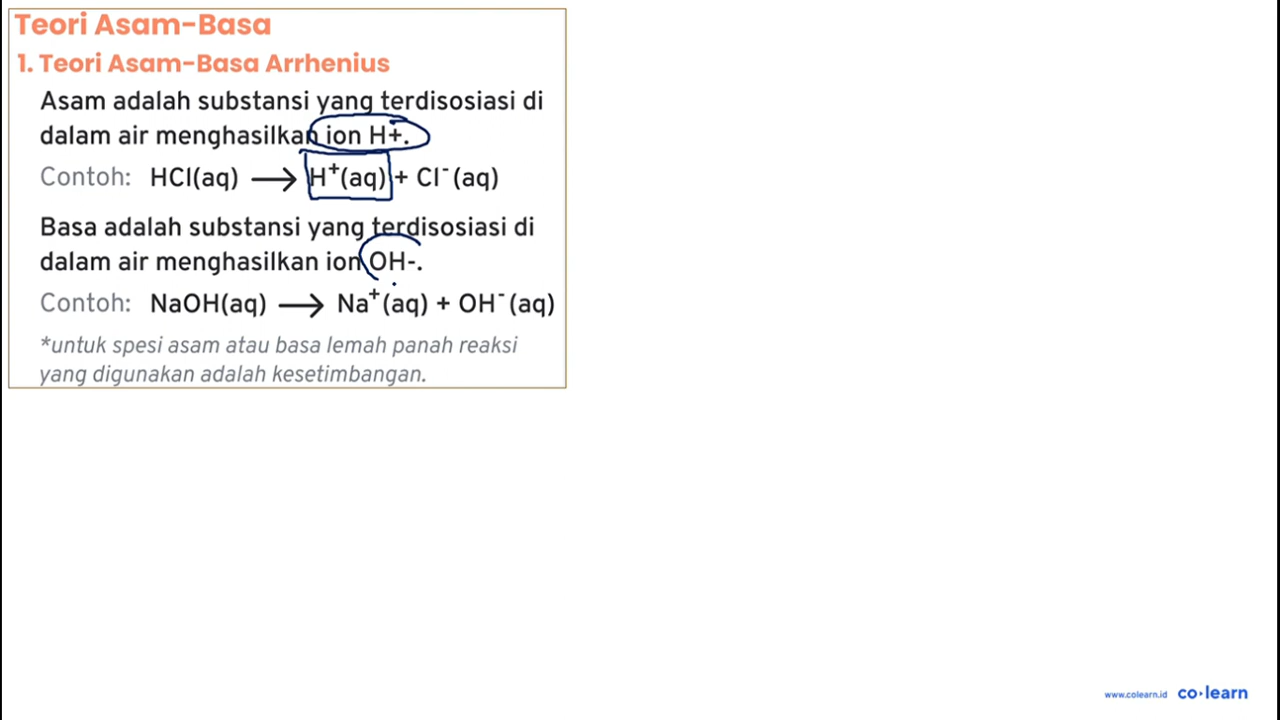 Teori Asam-Basa
1. Teori Asam-Basa Arrhenius
Asam adalah substansi yang terdisosiasi di
dalam air menghasilkan ion H+.
Contoh: HCl(aq) ⟶ H⁺(aq) + Cl⁻(aq)
Basa adalah substansi yang terdisosiasi di
dalam air menghasilkan ion OH-.
Contoh: NaOH(aq) ⟶ Na⁺(aq) + OH⁻(aq)
*untuk spesi asam atau basa lemah panah reaksi
yang digunakan adalah kesetimbangan.
www.colearn.id co·learn